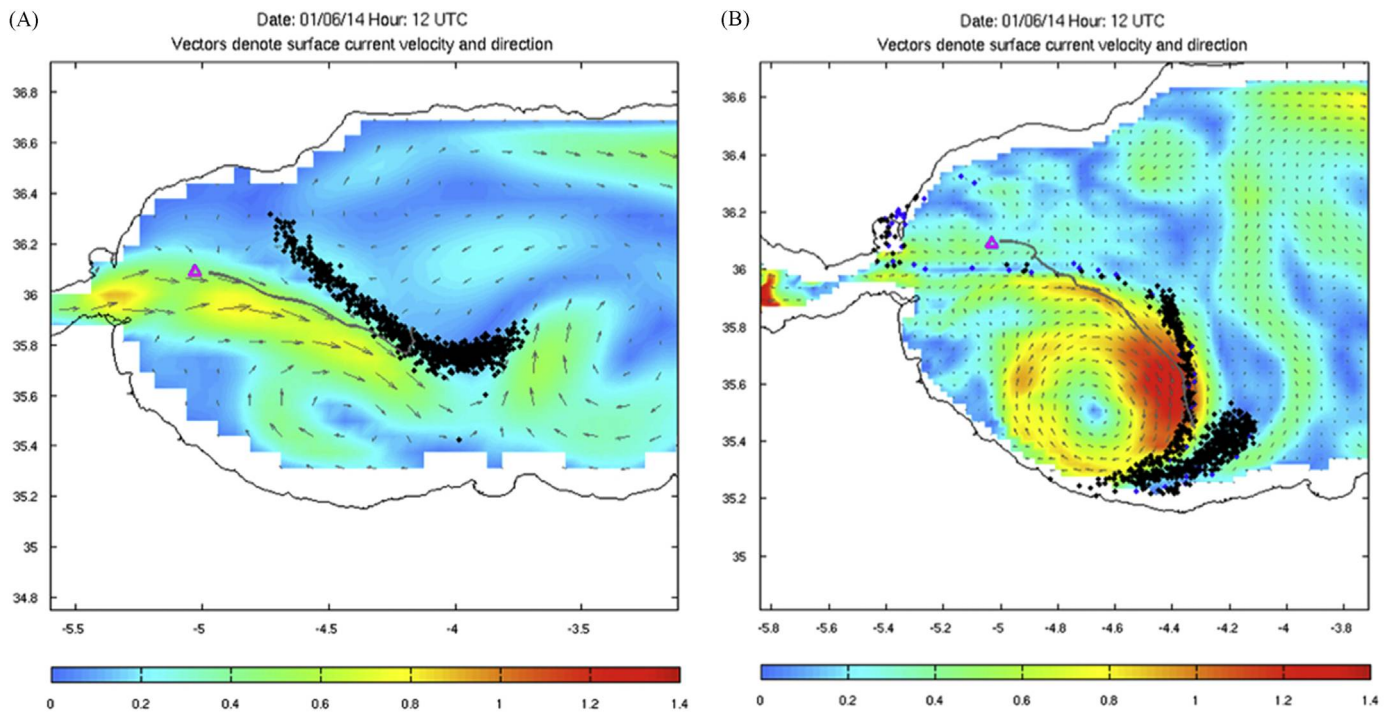 (A)
Date: 01/06/14 Hour: 12 UTC
Vectors denote surface current velocity and direction
36.8
36.6
36.4
36.2
36
35.8
35.6
35.4
35.2
35
34.8
-5.5 -5 -4.5 -4 -3.5
0 0.2 0.4 0.6 0.8 1 1.2 1.4
(B)
Date: 01/06/14 Hour: 12 UTC
Vectors denote surface current velocity and direction
36.6
36.4
36.2
36
35.8
35.6
35.4
35.2
35
-5.8 -5.6 -5.4 -5.2 -5 -4.8 -4.6 -4.4 -4.2 -4 -3.8
0 0.2 0.4 0.6 0.8 1 1.2 1.4